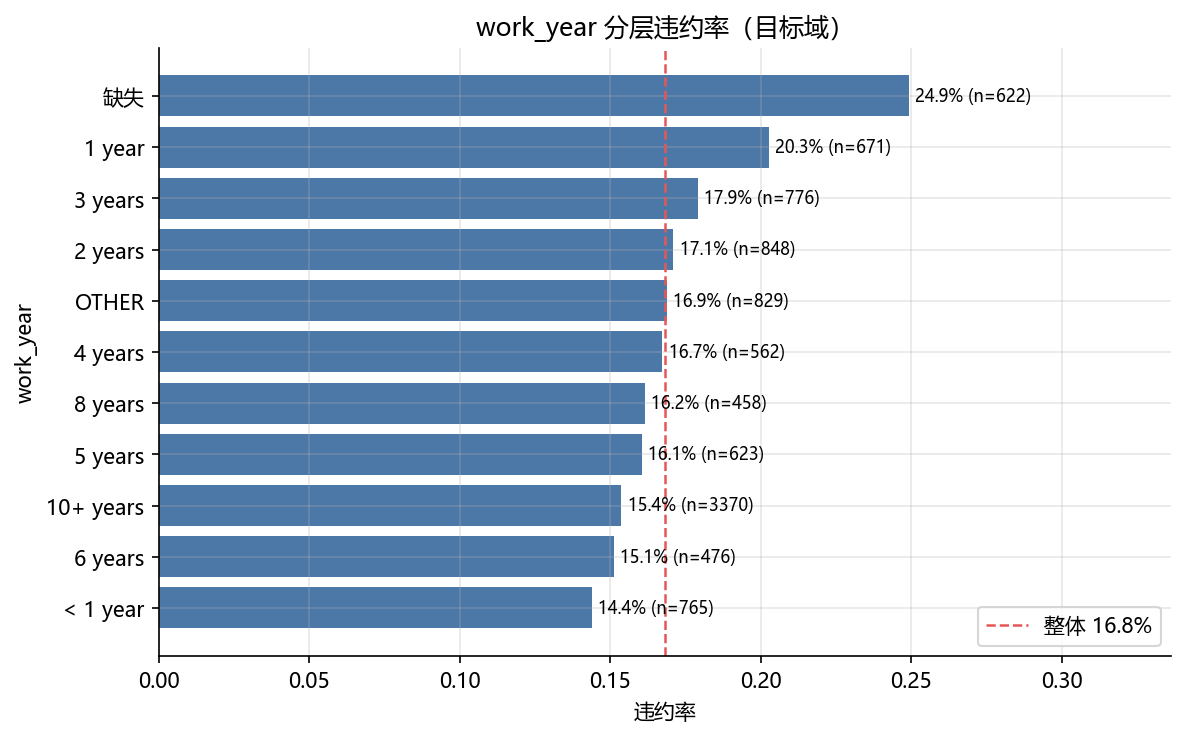 work_year 分层违约率（目标域）
缺失
24.9% (n=622)
1 year
20.3% (n=671)
3 years
17.9% (n=776)
2 years
17.1% (n=848)
OTHER
16.9% (n=829)
4 years
16.7% (n=562)
8 years
16.2% (n=458)
5 years
16.1% (n=623)
10+ years
15.4% (n=3370)
6 years
15.1% (n=476)
< 1 year
14.4% (n=765)
work_year
整体 16.8%
0.00 0.05 0.10 0.15 0.20 0.25 0.30
违约率